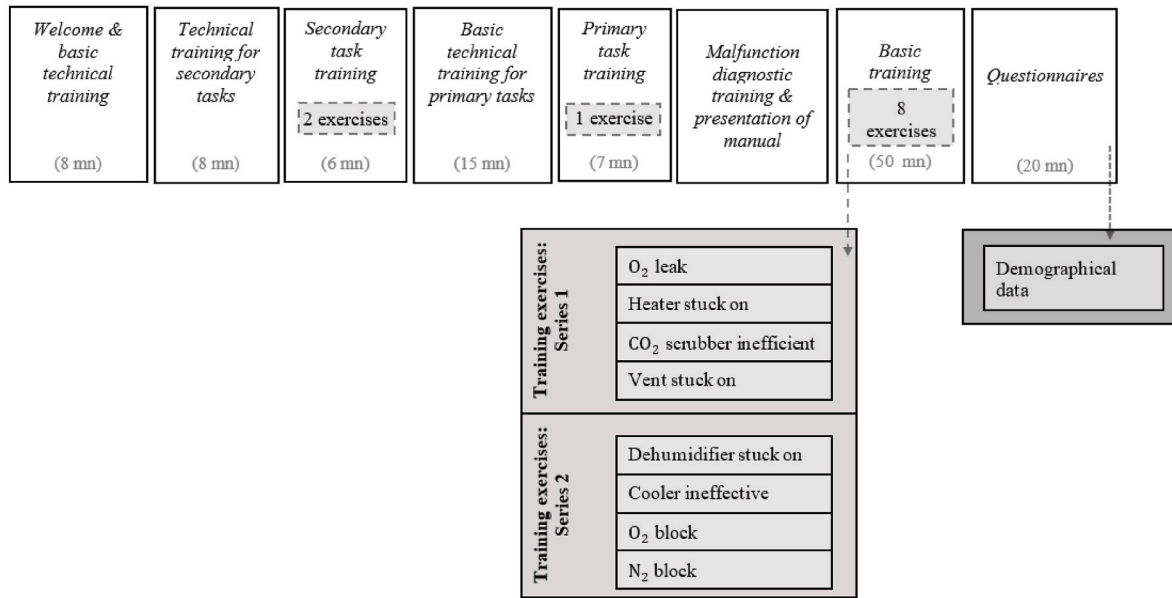 Welcome &
basic
technical
training
(8 mn)
Technical
training for
secondary
tasks
(8 mn)
Secondary
task
training
2 exercises
(6 mn)
Basic
technical
training for
primary tasks
(15 mn)
Primary
task
training
1 exercise
(7 mn)
Malfunction
diagnostic
training &
presentation of
manual
Basic
training
8
exercises
(50 mn)
Questionnaires
(20 mn)
Training exercises:
Series 1
O₂ leak
Heater stuck on
CO₂ scrubber inefficient
Vent stuck on
Training exercises:
Series 2
Dehumidifier stuck on
Cooler ineffective
O₂ block
N₂ block
Demographical
data